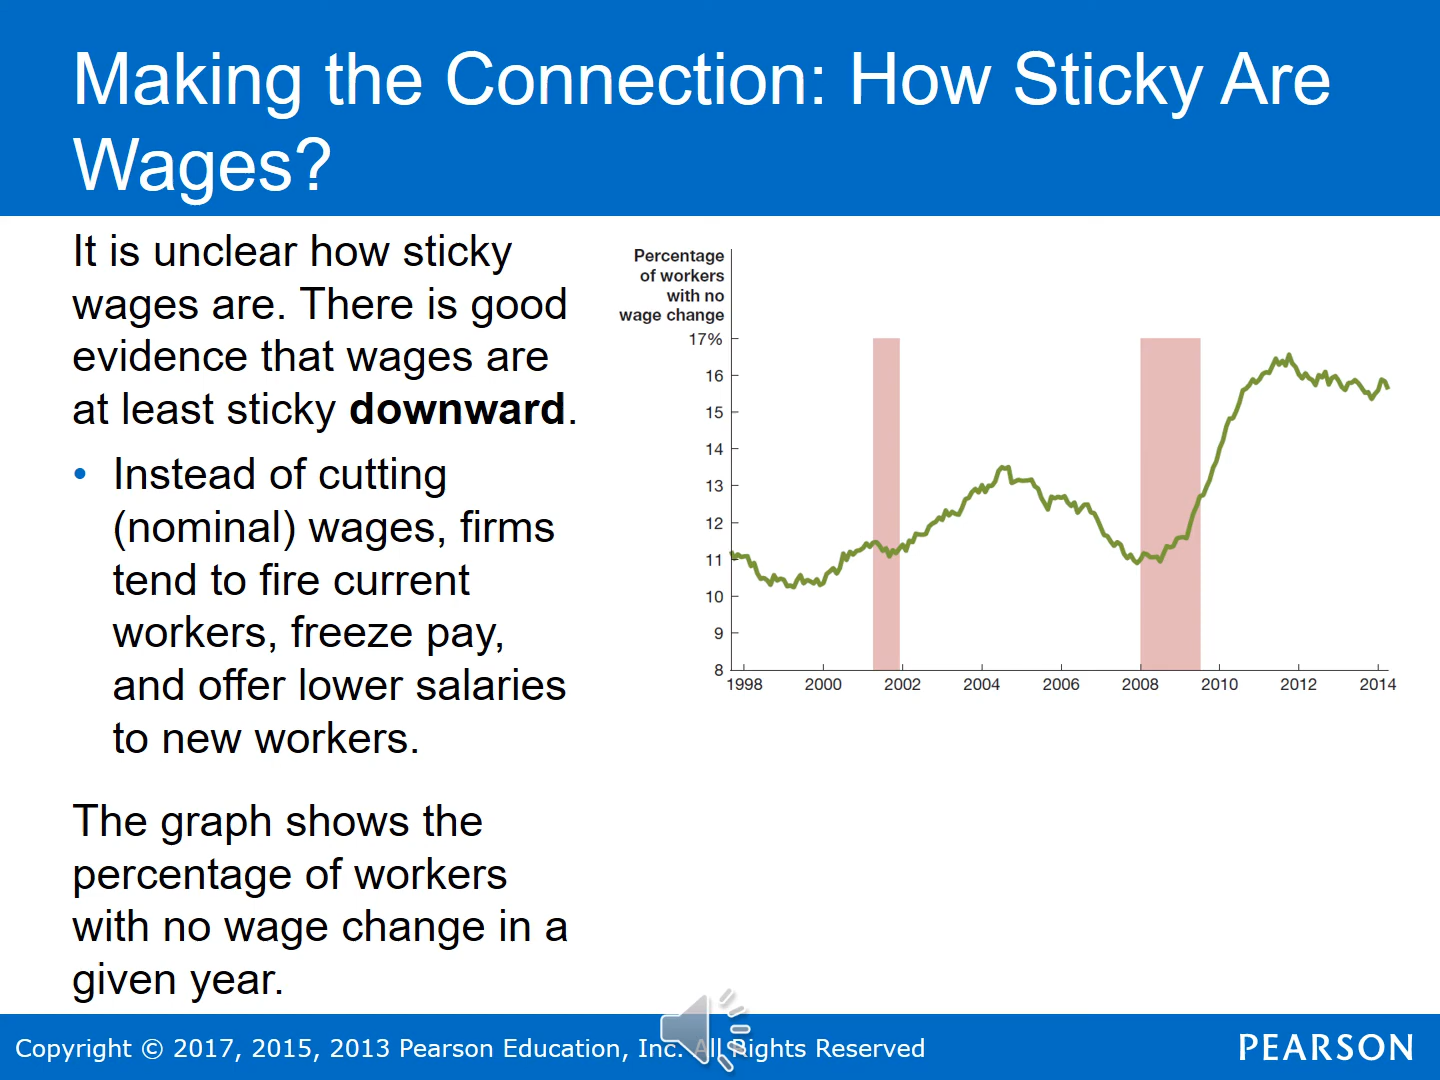 Making the Connection: How Sticky Are
Wages?
It is unclear how sticky
wages are. There is good
evidence that wages are
at least sticky downward.
• Instead of cutting
(nominal) wages, firms
tend to fire current
workers, freeze pay,
and offer lower salaries
to new workers.
The graph shows the
percentage of workers
with no wage change in a
given year.
Percentage
of workers
with no
wage change
17%
16
15
14
13
12
11
10
9
8
1998 2000 2002 2004 2006 2008 2010 2012 2014
Copyright © 2017, 2015, 2013 Pearson Education, Inc. All Rights Reserved
PEARSON